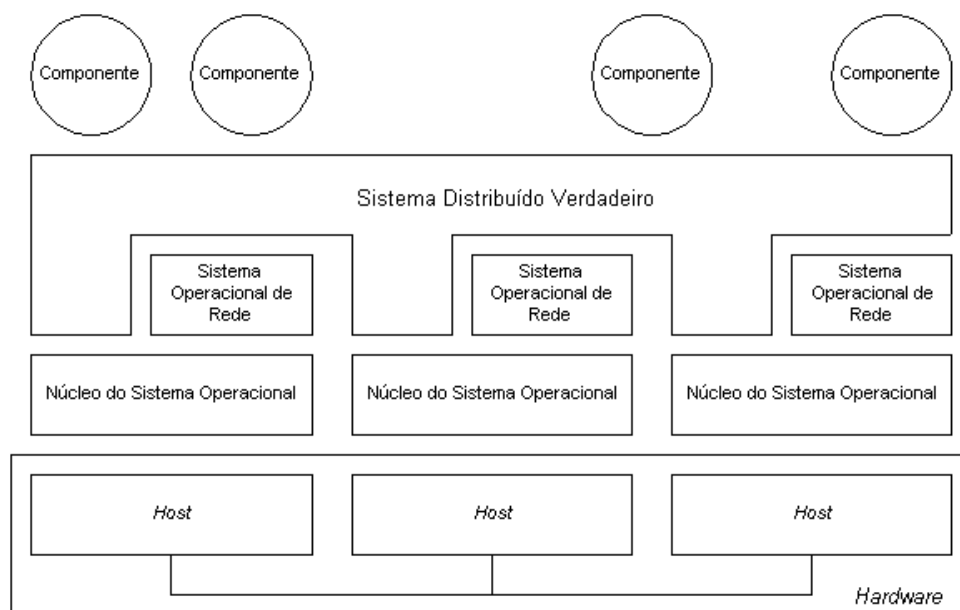 Componente
Componente
Componente
Componente
Sistema Distribuído Verdadeiro
Sistema
Operacional de
Rede
Sistema
Operacional de
Rede
Sistema
Operacional de
Rede
Núcleo do Sistema Operacional
Núcleo do Sistema Operacional
Núcleo do Sistema Operacional
Host
Host
Host
Hardware